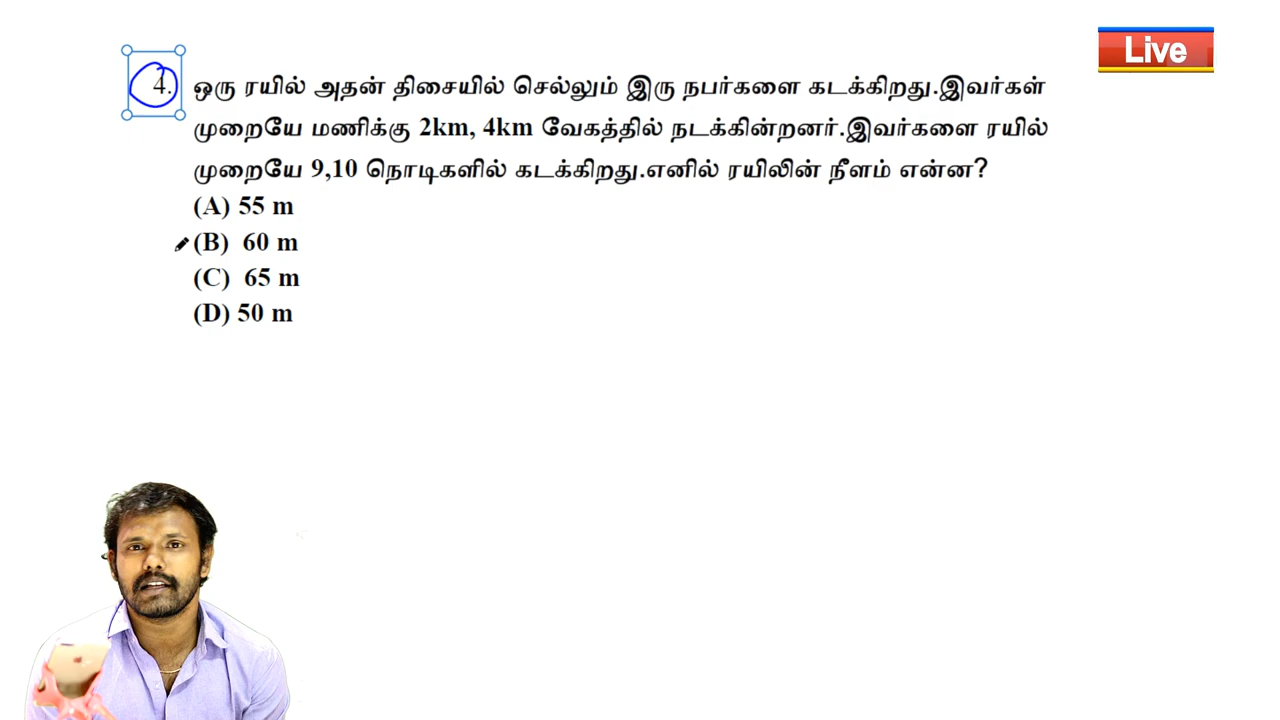 Live
4. ஒரு ரயில் அதன் திசையில் செல்லும் இரு நபர்களை கடக்கிறது.இவர்கள்
முறையே மணிக்கு 2km, 4km வேகத்தில் நடக்கின்றனர்.இவர்களை ரயில்
முறையே 9,10 நொடிகளில் கடக்கிறது.எனில் ரயிலின் நீளம் என்ன?
(A) 55 m
(B) 60 m
(C) 65 m
(D) 50 m